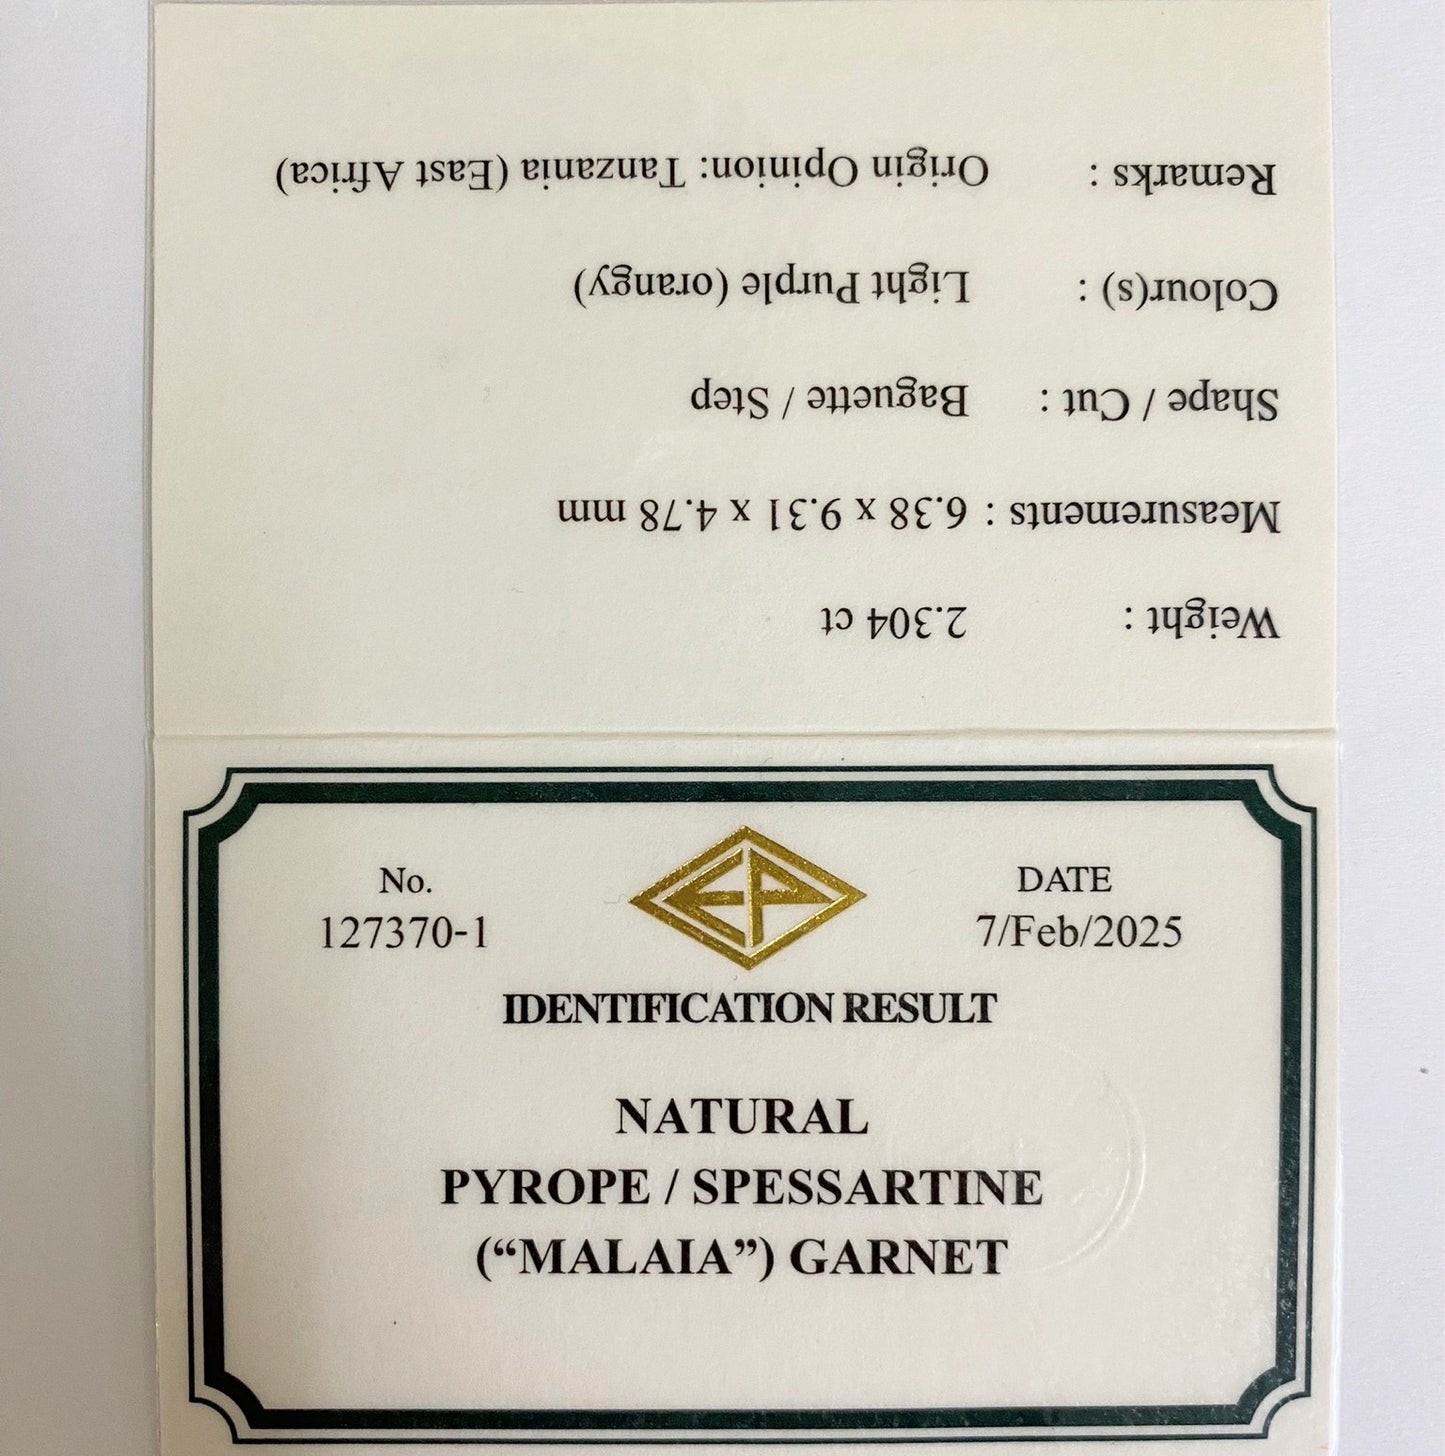 Weight : 2.304 ct
Measurements : 6.38 x 9.31 x 4.78 mm
Shape / Cut : Baguette / Step
Colour(s) : Light Purple (orangy)
Remarks : Origin Opinion: Tanzania (East Africa)
EP
No.
127370-1
DATE
7/Feb/2025
IDENTIFICATION RESULT
NATURAL
PYROPE / SPESSARTINE
(“MALAIA”) GARNET